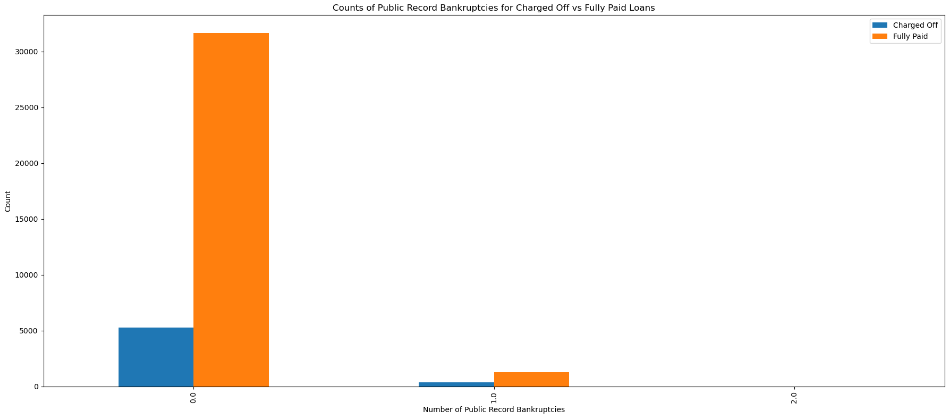 Counts of Public Record Bankruptcies for Charged Off vs Fully Paid Loans
Charged Off
Fully Paid
30000
25000
20000
15000
10000
5000
0
Count
0.0
1.0
2.0
Number of Public Record Bankruptcies